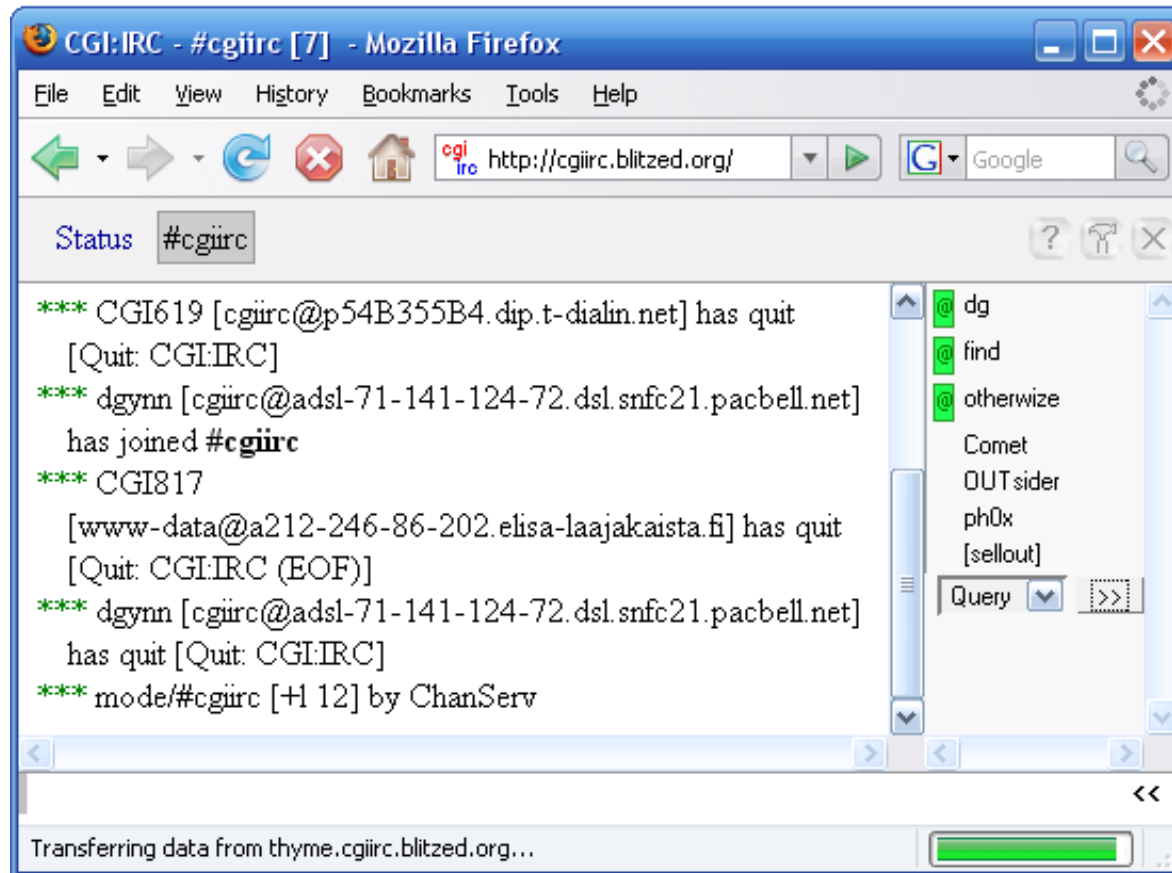 CGI:IRC - #cgiirc [7] - Mozilla Firefox
File Edit View History Bookmarks Tools Help
cgi irc http://cgiirc.blitzed.org/ G Google
Status #cgiirc ?
*** CGI619 [cgiirc@p54B355B4.dip.t-dialin.net] has quit
[Quit: CGI:IRC]
*** dgynn [cgiirc@adsl-71-141-124-72.dsl.snfc21.pacbell.net]
has joined #cgiirc
*** CGI817
[www-data@a212-246-86-202.elisa-laajakaista.fi] has quit
[Quit: CGI:IRC (EOF)]
*** dgynn [cgiirc@adsl-71-141-124-72.dsl.snfc21.pacbell.net]
has quit [Quit: CGI:IRC]
*** mode/#cgiirc [+l 12] by ChanServ
@ dg
@ find
@ otherwize
Comet
OUTsider
ph0x
[sellout]
Query >>
<<
Transferring data from thyme.cgiirc.blitzed.org...